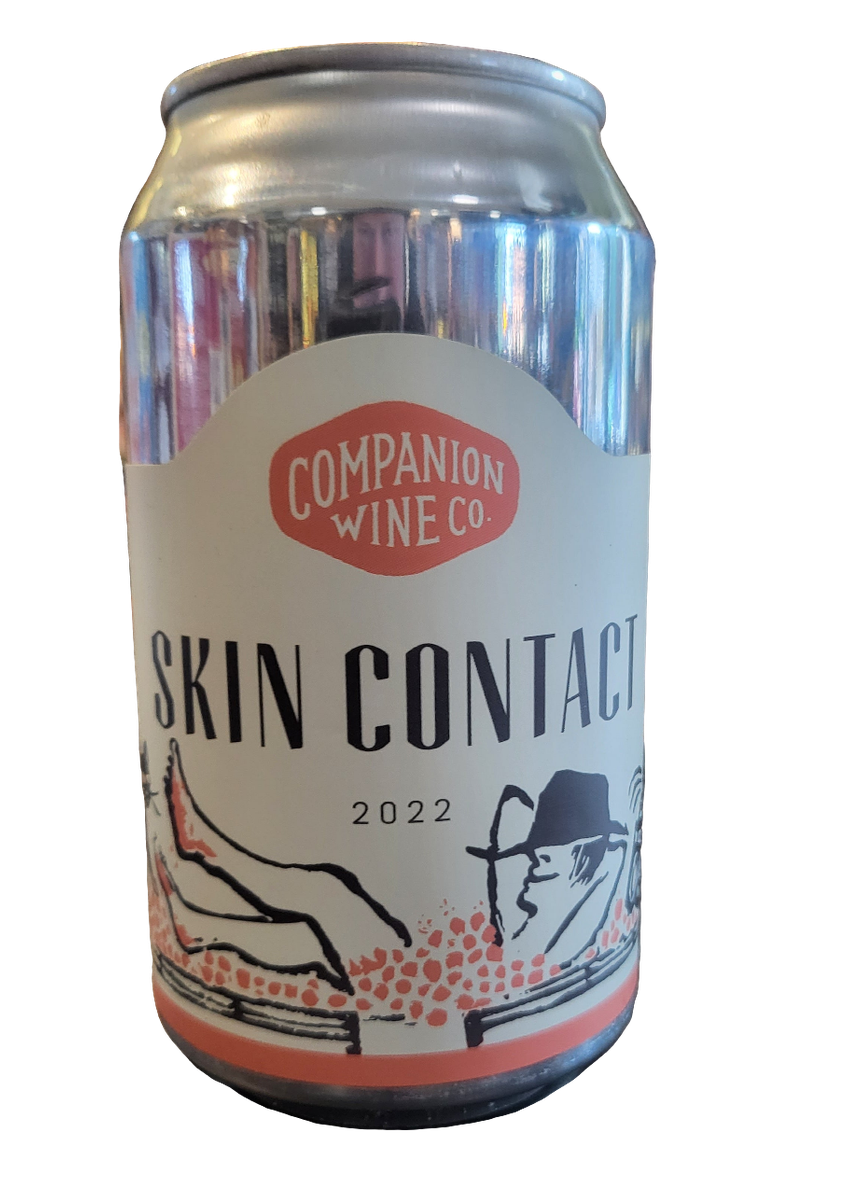 COMPANION
WINE CO.
SKIN CONTACT
2022